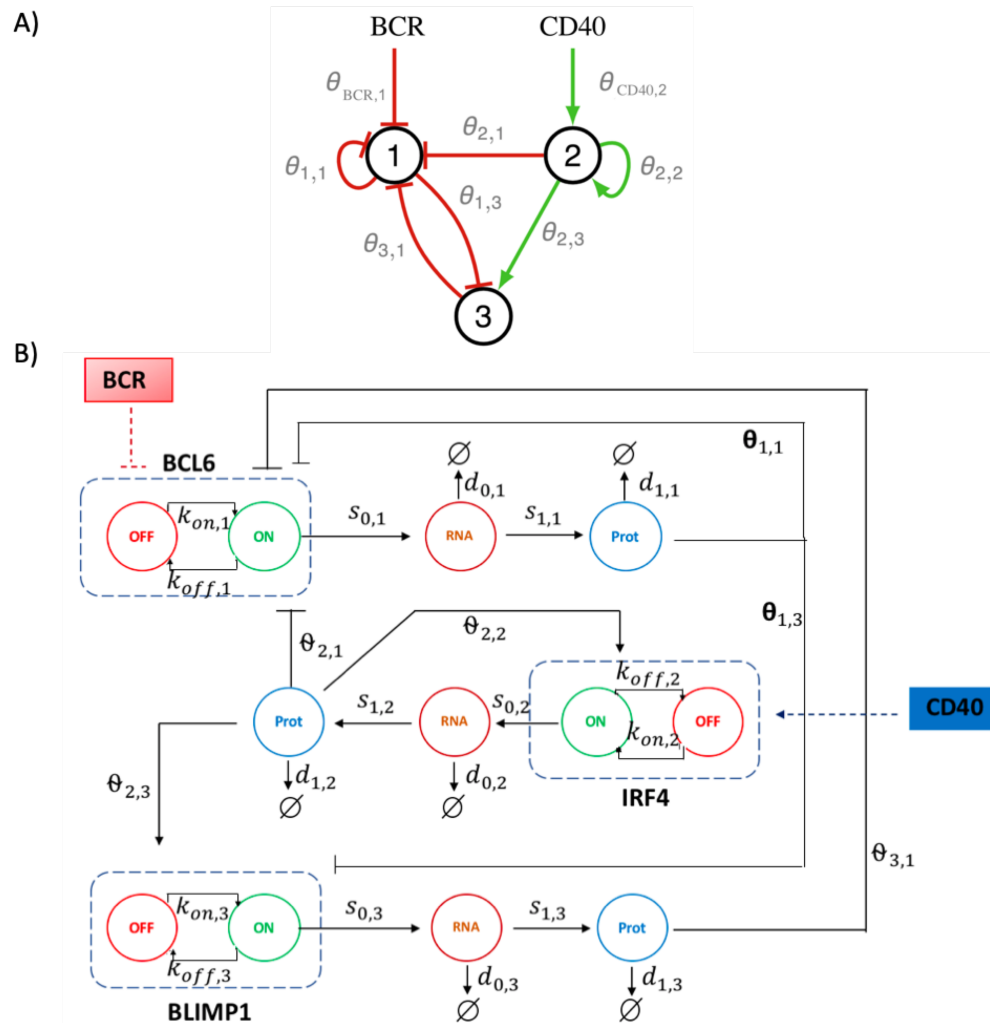 A)
BCR CD40
θBCR,1 θCD40,2
θ2,1
1 2
θ1,1 θ2,2
θ1,3
θ3,1 θ2,3
3
B)
BCR
BCL6
θ1,1
∅ ∅
d0,1 d1,1
OFF kon,1 ON s0,1 RNA s1,1 Prot
koff,1
θ1,3
θ2,1 θ2,2
koff,2
Prot s1,2 RNA s0,2 ON OFF CD40
kon,2
d1,2 d0,2
∅ ∅
IRF4
θ2,3
θ3,1
OFF kon,3 ON s0,3 RNA s1,3 Prot
koff,3
d0,3 d1,3
∅ ∅
BLIMP1